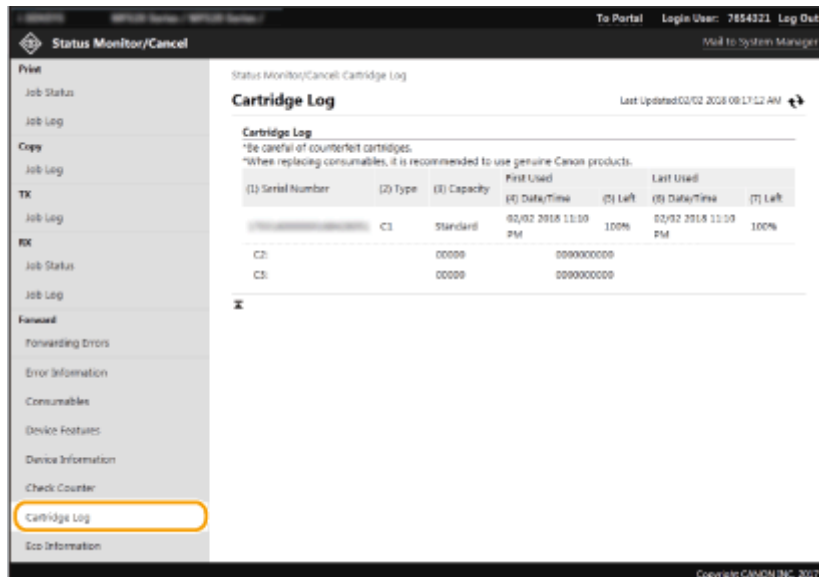 To Portal Login User: 7654321 Log Out
Status Monitor/Cancel Mail to System Manager
Print
Job Status
Job Log
Copy
Job Log
TX
Job Log
RX
Job Status
Job Log
Forward
Forwarding Errors
Error Information
Consumables
Device Features
Device Information
Check Counter
Cartridge Log
Eco Information
Status Monitor/Cancel: Cartridge Log
Cartridge Log
Last Updated:02/02 2018 08:17:12 AM
Cartridge Log
*Be careful of counterfeit cartridges.
*When replacing consumables, it is recommended to use genuine Canon products.
First Used Last Used
(1) Serial Number (2) Type (3) Capacity (4) Date/Time (5) Left (6) Date/Time (7) Left
C1 Standard 02/02 2018 11:10 PM 100% 02/02 2018 11:10 PM 100%
C2: 00000 0000000000
C3: 00000 0000000000
Copyright CANON INC. 2017